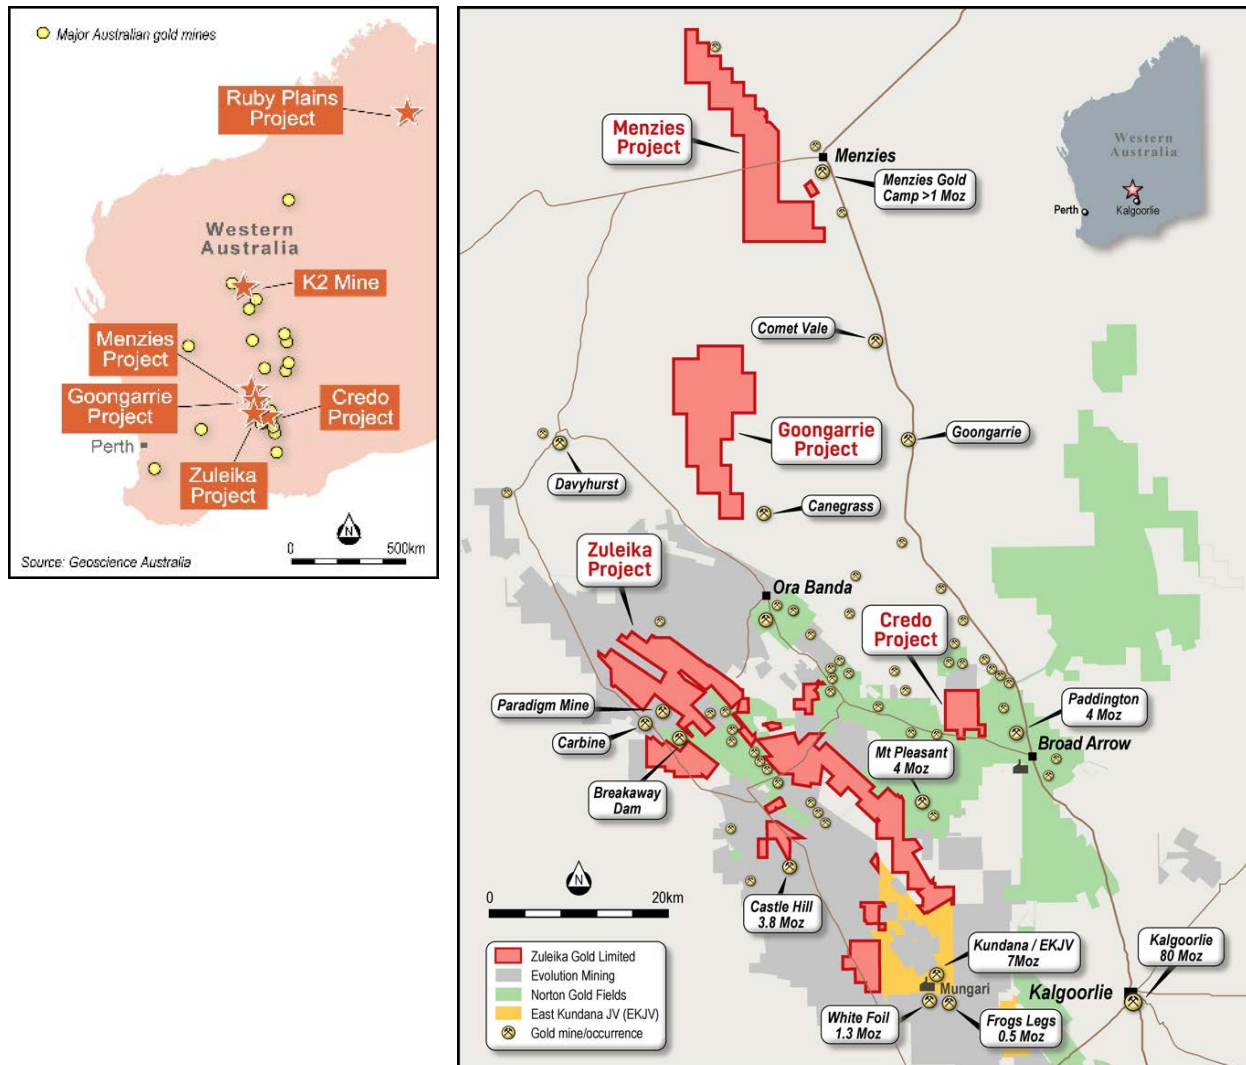 Major Australian gold mines
Ruby Plains
Project
Western
Australia
K2 Mine
Menzies
Project
Goongarrie
Project
Credo
Project
Perth
Zuleika
Project
N
0
500km
Source: Geoscience Australia
Menzies
Project
Menzies
Menzies Gold
Camp >1 Moz
Western
Australia
Perth
Kalgoorlie
Comet Vale
Goongarrie
Project
Goongarrie
Davyhurst
Canegrass
Zuleika
Project
Ora Banda
Credo
Project
Paradigm Mine
Carbine
Paddington
4 Moz
Mt Pleasant
4 Moz
Broad Arrow
Breakaway
Dam
N
0
20km
Castle Hill
3.8 Moz
Zuleika Gold Limited
Evolution Mining
Norton Gold Fields
East Kundana JV (EKJV)
Gold mine/occurrence
Kundana / EKJV
7Moz
Kalgoorlie
80 Moz
Mungari
Kalgoorlie
White Foil
1.3 Moz
Frogs Legs
0.5 Moz